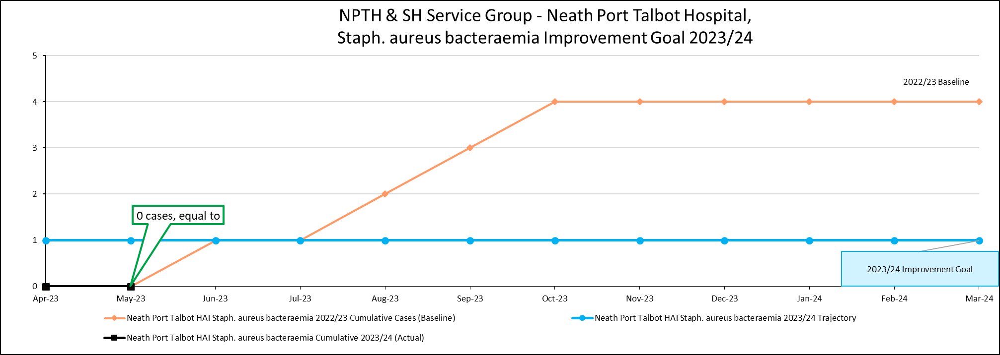 NPTH & SH Service Group - Neath Port Talbot Hospital,
Staph. aureus bacteraemia Improvement Goal 2023/24
5
2022/23 Baseline
4
3
2
0 cases, equal to
1
2023/24 Improvement Goal
0
Apr-23 May-23 Jun-23 Jul-23 Aug-23 Sep-23 Oct-23 Nov-23 Dec-23 Jan-24 Feb-24 Mar-24
Neath Port Talbot HAI Staph. aureus bacteraemia 2022/23 Cumulative Cases (Baseline)
Neath Port Talbot HAI Staph. aureus bacteraemia 2023/24 Trajectory
Neath Port Talbot HAI Staph. aureus bacteraemia Cumulative 2023/24 (Actual)